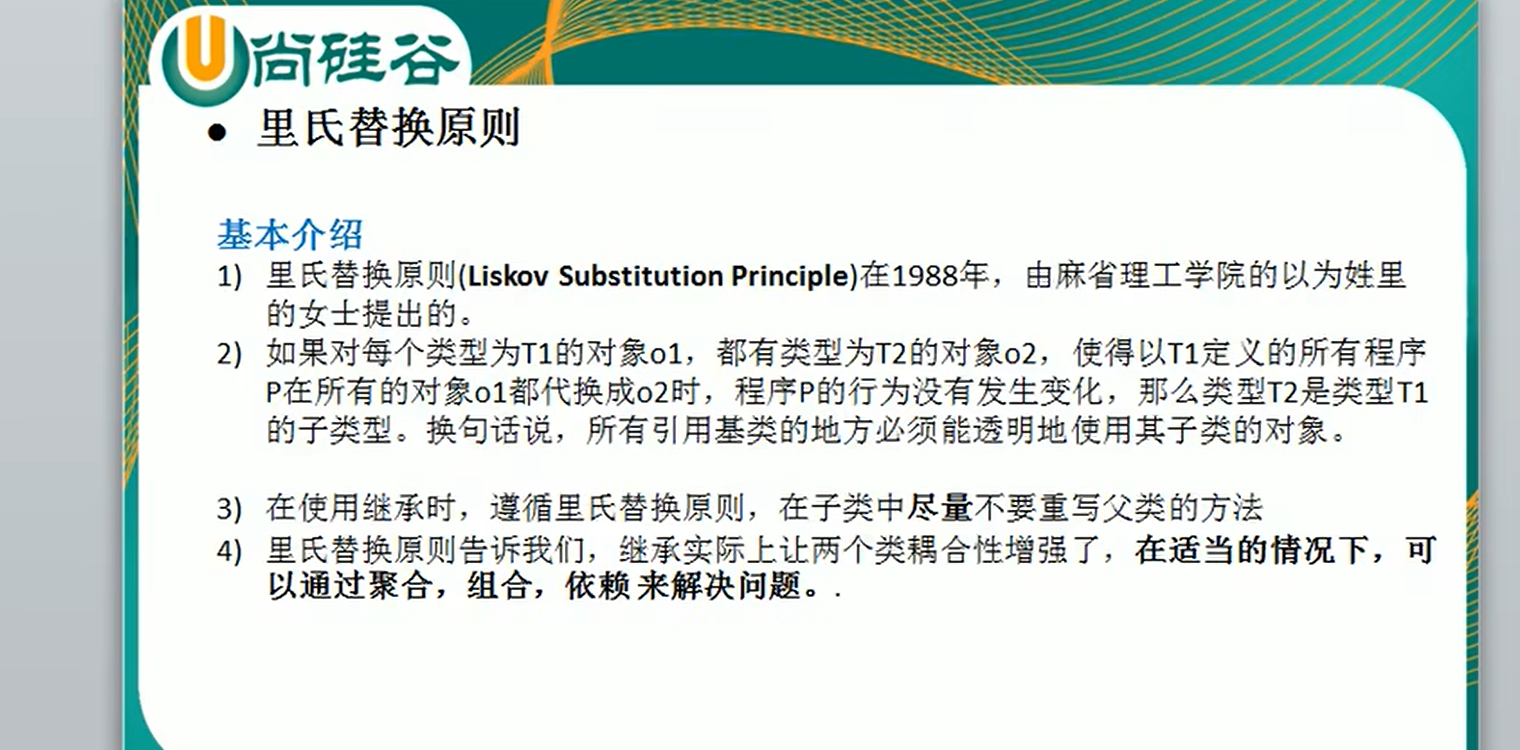 尚硅谷
● 里氏替换原则
基本介绍
1) 里氏替换原则(Liskov Substitution Principle)在1988年，由麻省理工学院的以为姓里
的女士提出的。
2) 如果对每个类型为T1的对象o1，都有类型为T2的对象o2，使得以T1定义的所有程序
P在所有的对象o1都代换成o2时，程序P的行为没有发生变化，那么类型T2是类型T1
的子类型。换句话说，所有引用基类的地方必须能透明地使用其子类的对象。
3) 在使用继承时，遵循里氏替换原则，在子类中尽量不要重写父类的方法
4) 里氏替换原则告诉我们，继承实际上让两个类耦合性增强了，在适当的情况下，可
以通过聚合，组合，依赖 来解决问题。.